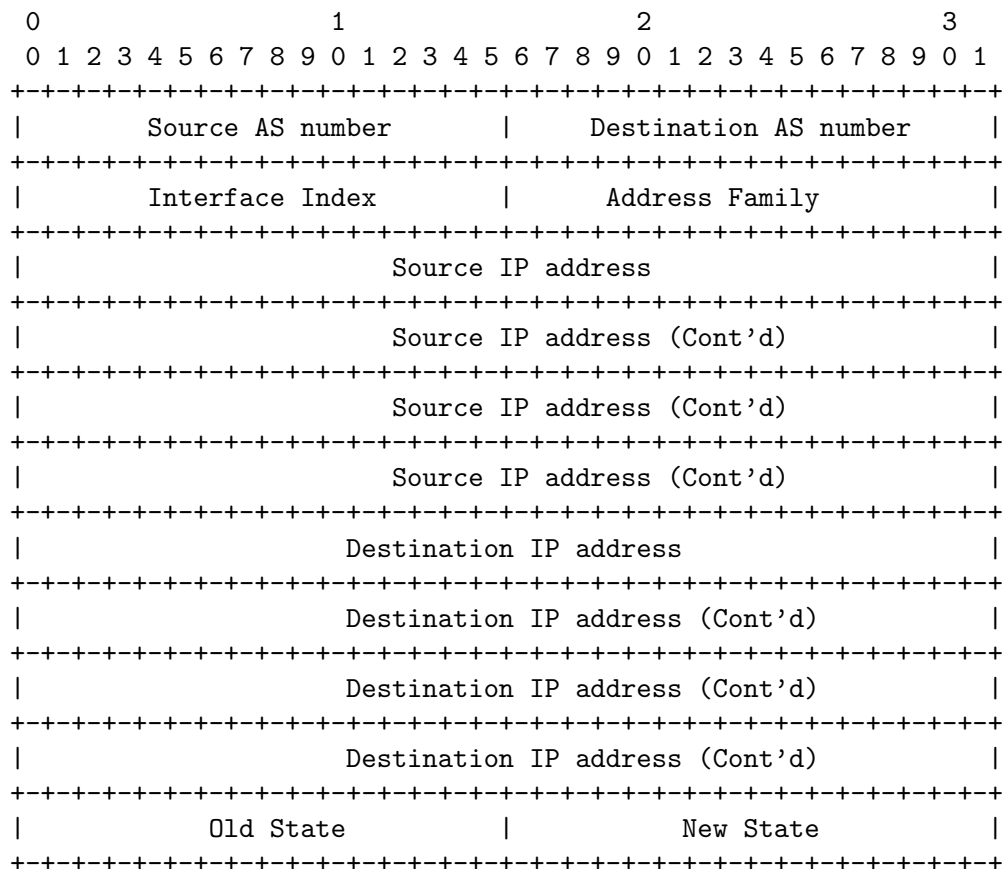 0                   1                   2                   3
0 1 2 3 4 5 6 7 8 9 0 1 2 3 4 5 6 7 8 9 0 1 2 3 4 5 6 7 8 9 0 1
+-+-+-+-+-+-+-+-+-+-+-+-+-+-+-+-+-+-+-+-+-+-+-+-+-+-+-+-+-+-+-+-+
|        Source AS number       |     Destination AS number     |
+-+-+-+-+-+-+-+-+-+-+-+-+-+-+-+-+-+-+-+-+-+-+-+-+-+-+-+-+-+-+-+-+
|        Interface Index        |      Address Family           |
+-+-+-+-+-+-+-+-+-+-+-+-+-+-+-+-+-+-+-+-+-+-+-+-+-+-+-+-+-+-+-+-+
|                        Source IP address                      |
+-+-+-+-+-+-+-+-+-+-+-+-+-+-+-+-+-+-+-+-+-+-+-+-+-+-+-+-+-+-+-+-+
|                        Source IP address (Cont'd)             |
+-+-+-+-+-+-+-+-+-+-+-+-+-+-+-+-+-+-+-+-+-+-+-+-+-+-+-+-+-+-+-+-+
|                        Source IP address (Cont'd)             |
+-+-+-+-+-+-+-+-+-+-+-+-+-+-+-+-+-+-+-+-+-+-+-+-+-+-+-+-+-+-+-+-+
|                        Source IP address (Cont'd)             |
+-+-+-+-+-+-+-+-+-+-+-+-+-+-+-+-+-+-+-+-+-+-+-+-+-+-+-+-+-+-+-+-+
|                     Destination IP address                    |
+-+-+-+-+-+-+-+-+-+-+-+-+-+-+-+-+-+-+-+-+-+-+-+-+-+-+-+-+-+-+-+-+
|                     Destination IP address (Cont'd)           |
+-+-+-+-+-+-+-+-+-+-+-+-+-+-+-+-+-+-+-+-+-+-+-+-+-+-+-+-+-+-+-+-+
|                     Destination IP address (Cont'd)           |
+-+-+-+-+-+-+-+-+-+-+-+-+-+-+-+-+-+-+-+-+-+-+-+-+-+-+-+-+-+-+-+-+
|                     Destination IP address (Cont'd)           |
+-+-+-+-+-+-+-+-+-+-+-+-+-+-+-+-+-+-+-+-+-+-+-+-+-+-+-+-+-+-+-+-+
|            Old State          |           New State           |
+-+-+-+-+-+-+-+-+-+-+-+-+-+-+-+-+-+-+-+-+-+-+-+-+-+-+-+-+-+-+-+-+